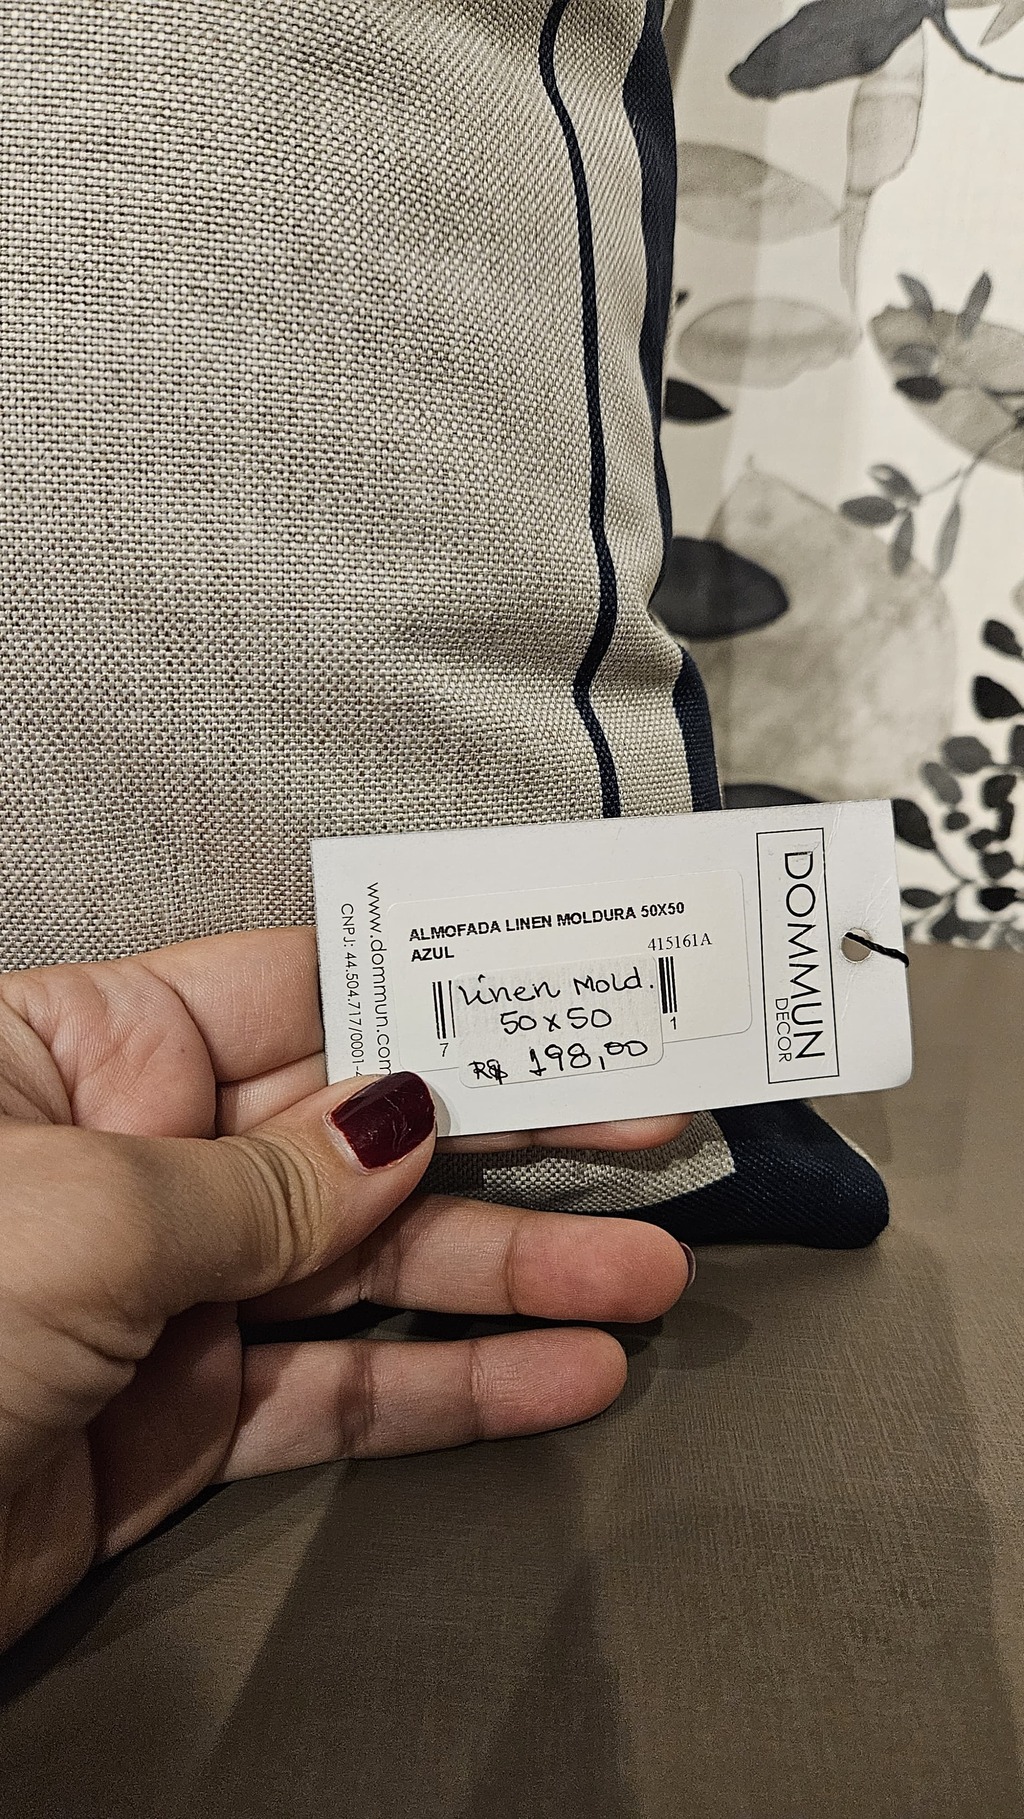 ALMOFADA LINEN MOLDURA 50X50
AZUL
415161A
Linen Mold.
50 x 50
R$ 198,00
7
1
DOMMUN
DECOR
www.dommun.com
CNPJ: 44.504.717/0001-